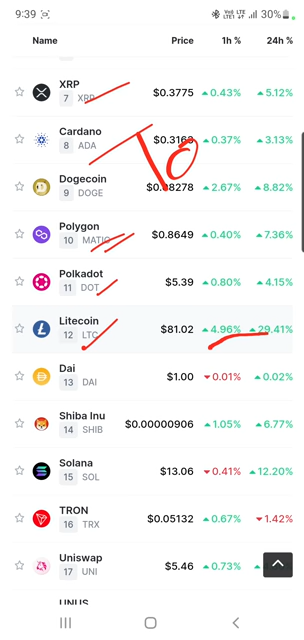 9:39 30%
Name Price 1h % 24h %
XRP
7 XRP $0.3775 0.43% 5.12%
Cardano
8 ADA $0.3163 0.37% 3.13%
To
Dogecoin
9 DOGE $0.08278 2.67% 8.82%
Polygon
10 MATIC $0.8649 0.40% 7.36%
Polkadot
11 DOT $5.39 0.80% 4.15%
Litecoin
12 LTC $81.02 4.96% 29.41%
Dai
13 DAI $1.00 0.01% 0.02%
Shiba Inu
14 SHIB $0.00000906 1.05% 6.77%
Solana
15 SOL $13.06 0.41% 12.20%
TRON
16 TRX $0.05132 0.67% 1.42%
Uniswap
17 UNI $5.46 0.73%
UNUS